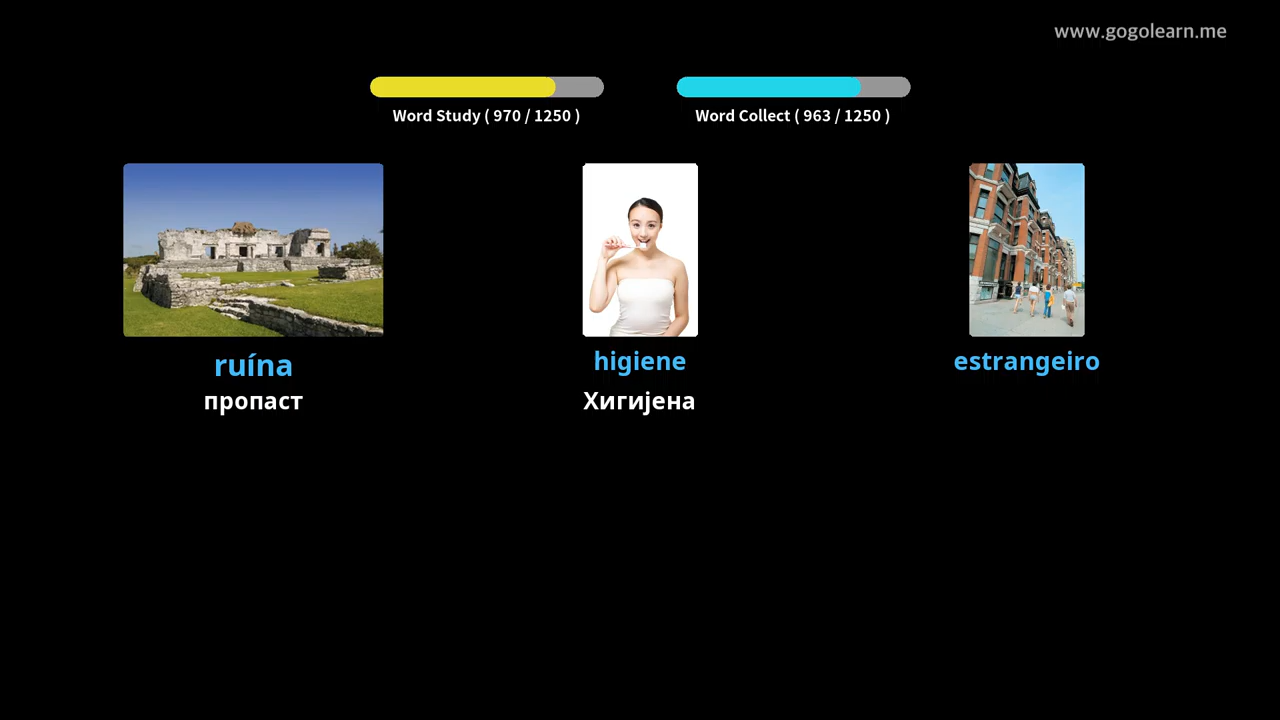 www.gogolearn.me
Word Study ( 970 / 1250 )
Word Collect ( 963 / 1250 )
ruína
higiene
estrangeiro
пропаст
Хигијена